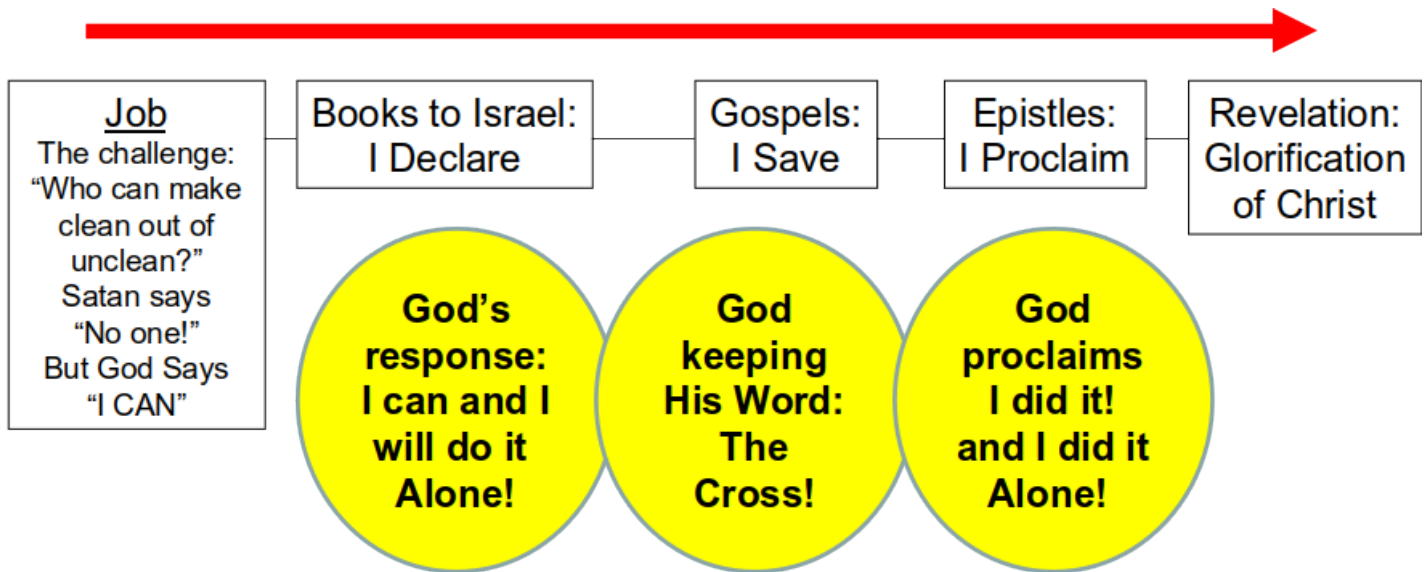 Job
The challenge:
“Who can make
clean out of
unclean?”
Satan says
“No one!”
But God Says
“I CAN”
Books to Israel:
I Declare
Gospels:
I Save
Epistles:
I Proclaim
Revelation:
Glorification
of Christ
God’s
response:
I can and I
will do it
Alone!
God
keeping
His Word:
The
Cross!
God
proclaims
I did it!
and I did it
Alone!